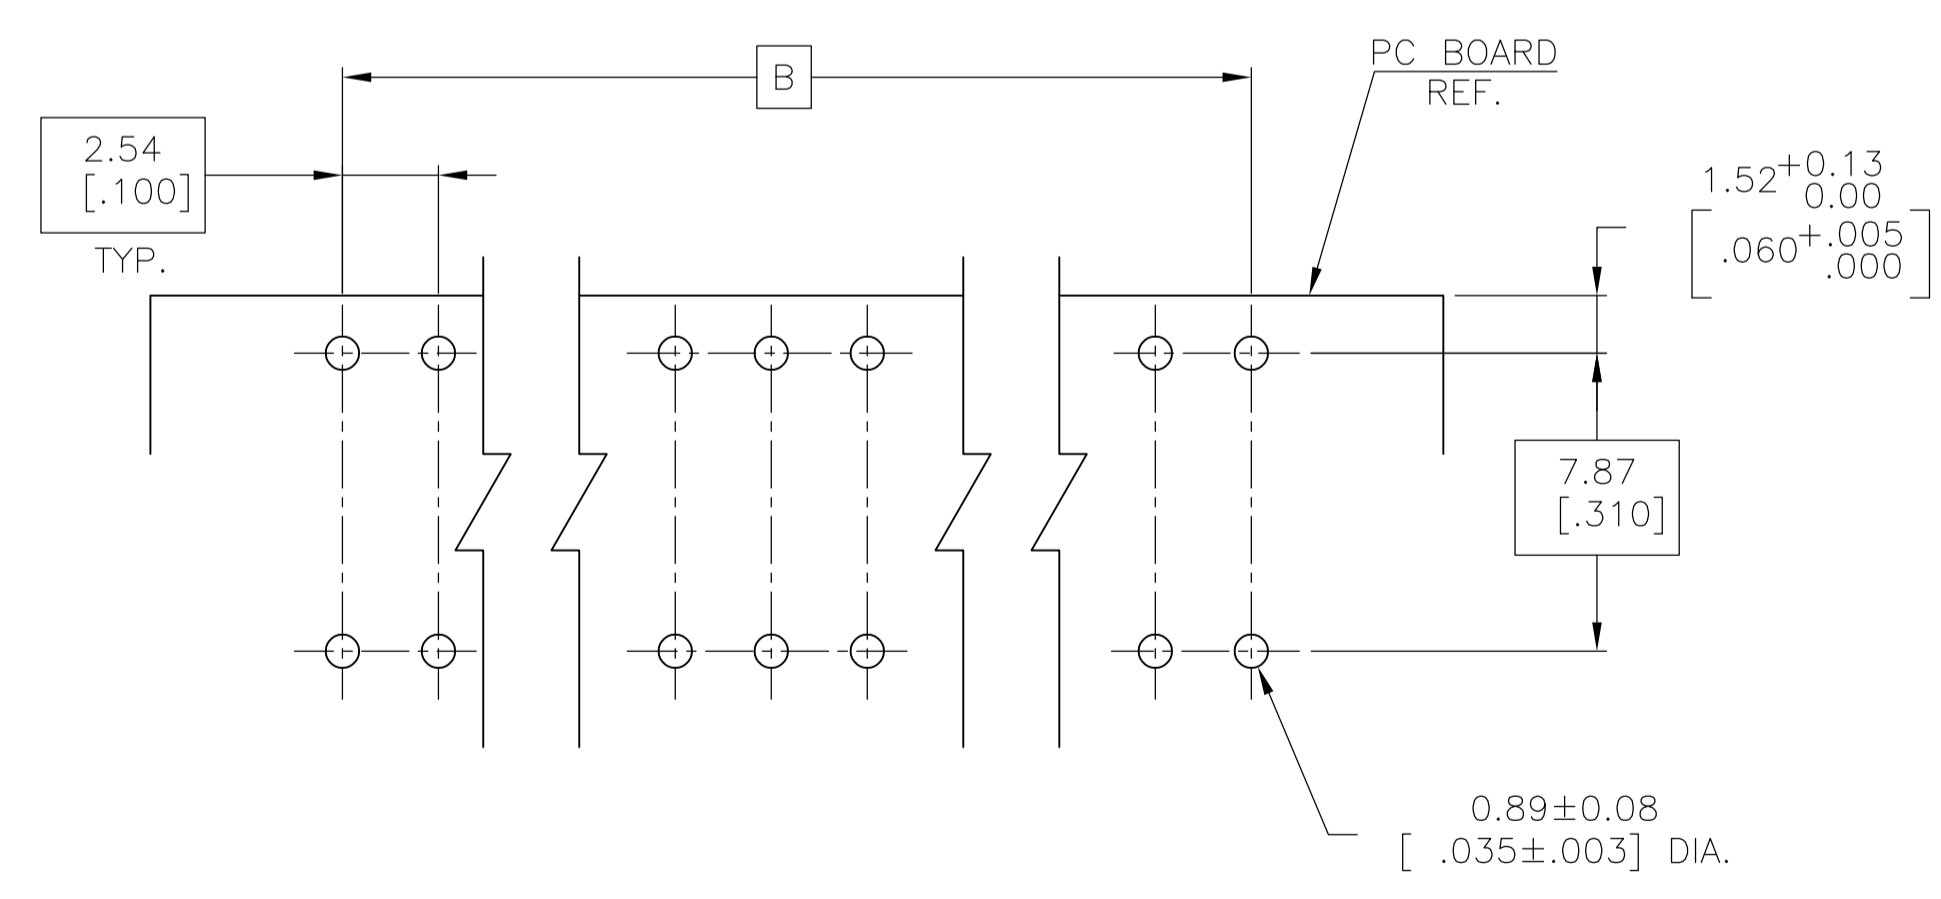 B
PC BOARD
REF.
2.54
[.100]
TYP.
1.52+0.13
0.00
[.060+.005
.000]
7.87
[.310]
0.89±0.08
[ .035±.003] DIA.